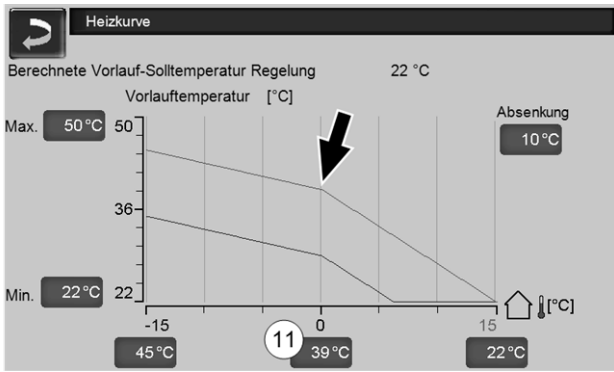 Heizkurve
Berechnete Vorlauf-Solltemperatur Regelung 22 °C
Vorlauftemperatur [°C]
Absenkung
Max. 50°C 50
10°C
36
Min. 22°C 22
[°C]
-15 0 15
11
45°C 39°C 22°C